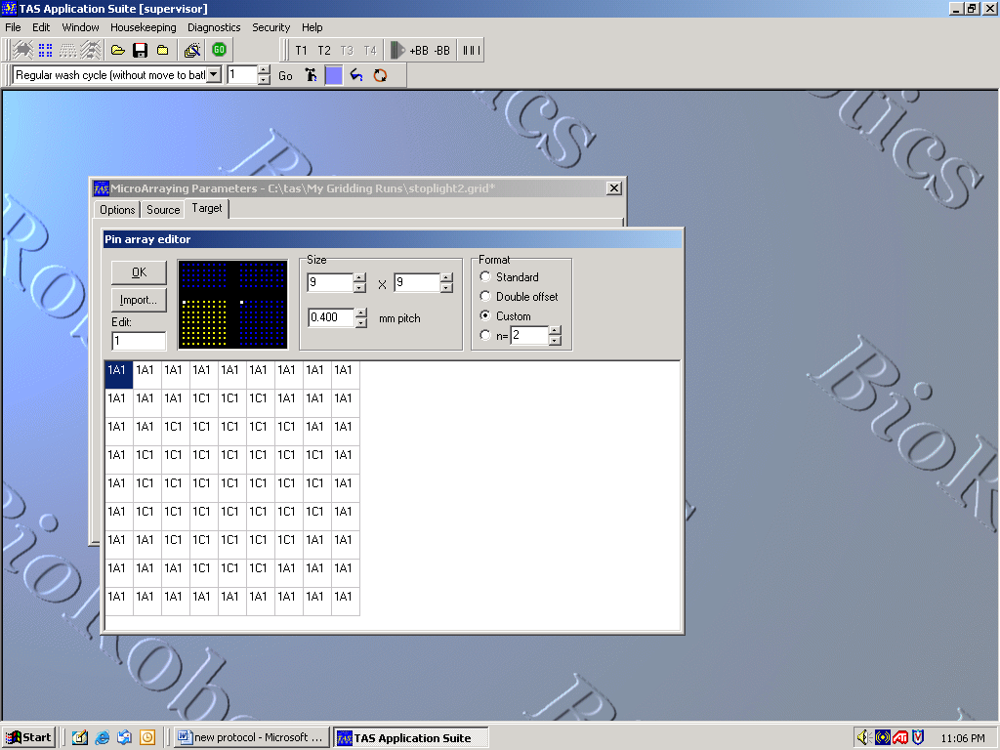 TAS Application Suite [supervisor]
File Edit Window Housekeeping Diagnostics Security Help
GO T1 T2 T3 T4 +BB -BB
Regular wash cycle (without move to batl 1 Go
MicroArraying Parameters - C:\tas\My Gridding Runs\stoplight2.grid*
Options Source Target
Pin array editor
OK
Import...
Edit:
1
Size
9 X 9
0.400 mm pitch
Format
Standard
Double offset
Custom
n= 2
1A1 1A1 1A1 1A1 1A1 1A1 1A1 1A1 1A1
1A1 1A1 1A1 1C1 1C1 1C1 1A1 1A1 1A1
1A1 1A1 1C1 1C1 1C1 1C1 1C1 1A1 1A1
1A1 1C1 1C1 1C1 1C1 1C1 1C1 1C1 1A1
1A1 1C1 1C1 1C1 1C1 1C1 1C1 1C1 1A1
1A1 1C1 1C1 1C1 1C1 1C1 1C1 1C1 1A1
1A1 1A1 1C1 1C1 1C1 1C1 1C1 1A1 1A1
1A1 1A1 1A1 1C1 1C1 1C1 1A1 1A1 1A1
1A1 1A1 1A1 1A1 1A1 1A1 1A1 1A1 1A1
Start new protocol - Microsoft ... TAS Application Suite 11:06 PM